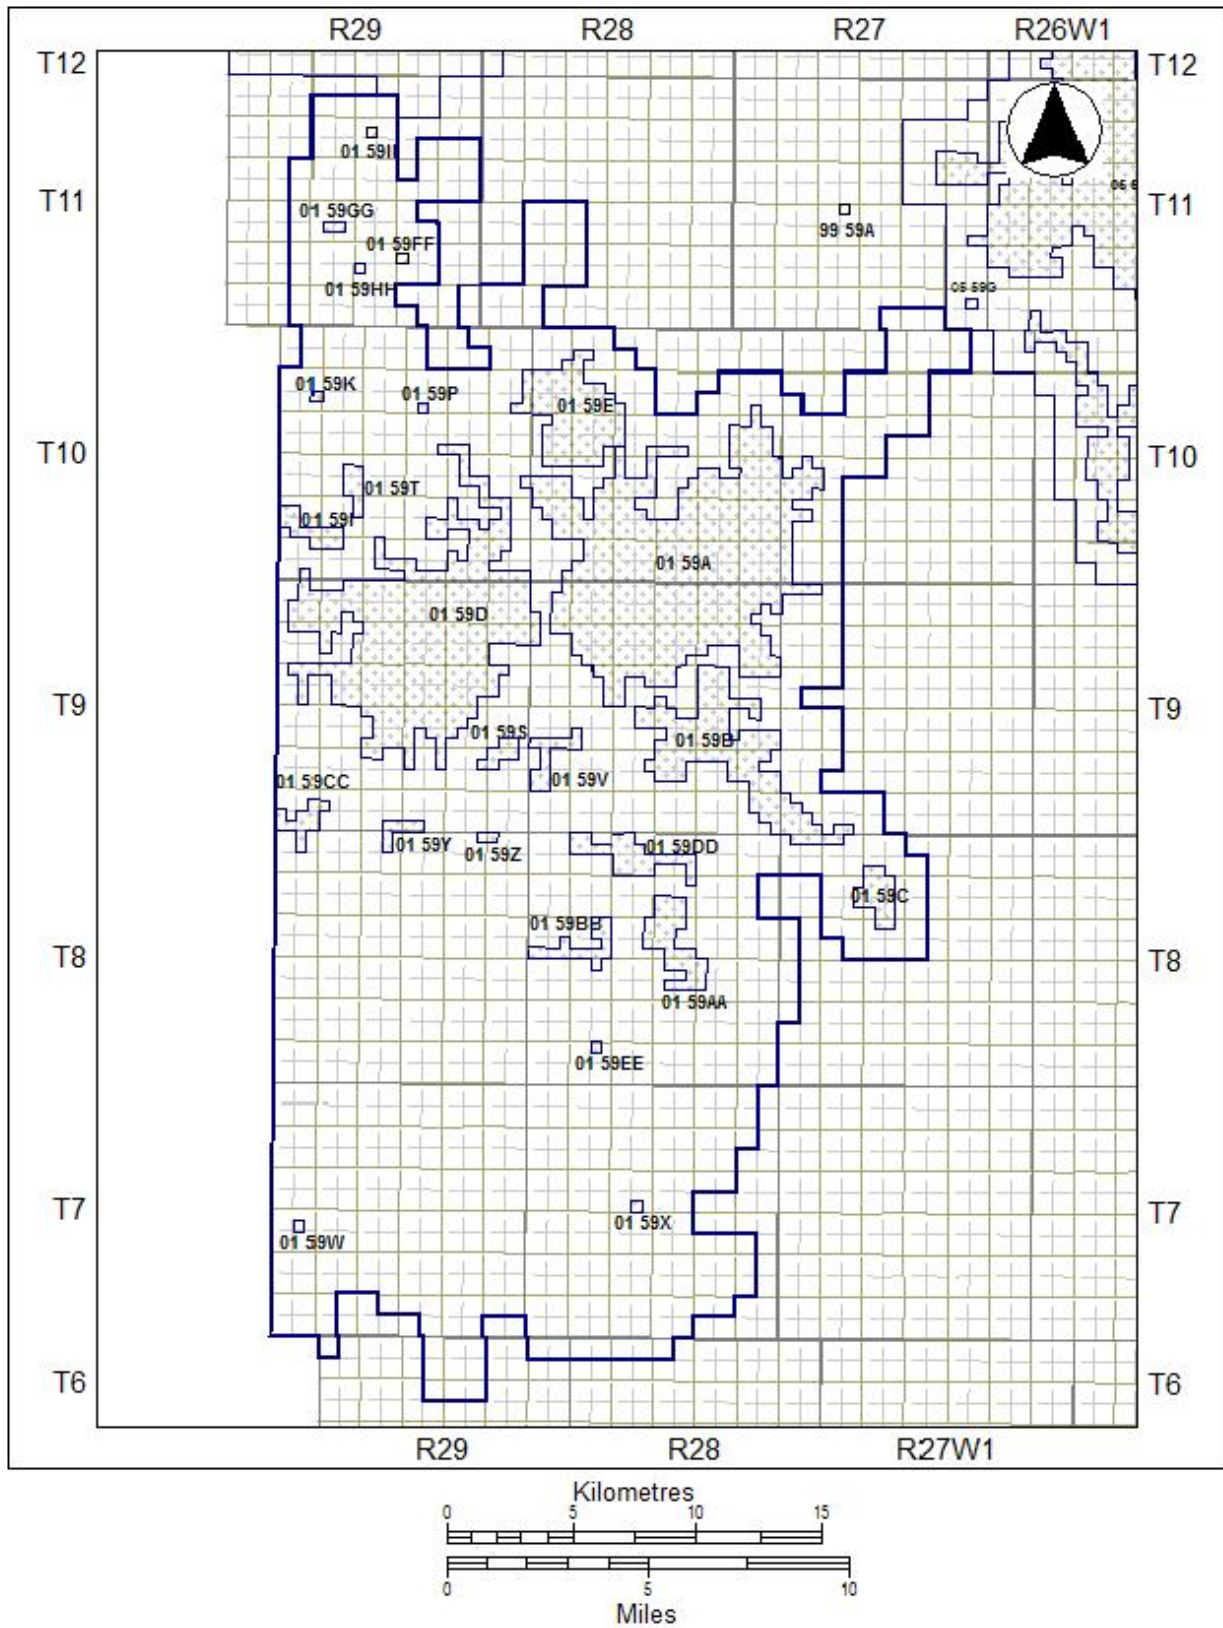 R29 R28 R27 R26W1
T12 T12
01 59II
T11 T11
01 59GG
99 59A
01 59FF
01 59HH
05 59G
01 59K
01 59P
01 59E
T10 T10
01 59T
01 59I
01 59A
01 59D
T9 T9
01 59S
01 59B
01 59CC
01 59V
01 59Y
01 59Z
01 59DD
01 59C
01 59BB
T8 T8
01 59AA
01 59EE
T7 T7
01 59X
01 59W
T6 T6
R29 R28 R27W1
Kilometres
0 5 10 15
0 5 10
Miles